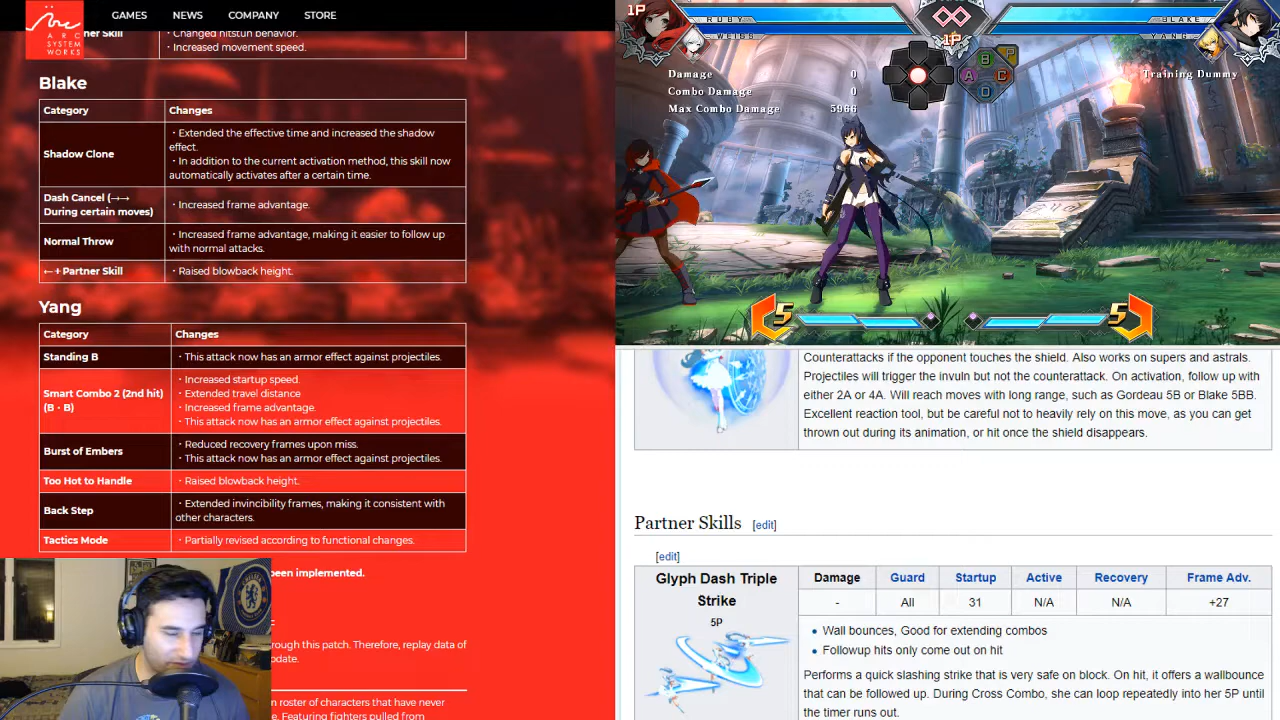 ARC
SYSTEM
WORKS
GAMES NEWS COMPANY STORE
ner Skill
・Changed hitstun behavior.
・Increased movement speed.
Blake
Category Changes
Shadow Clone
・Extended the effective time and increased the shadow
effect.
・In addition to the current activation method, this skill now
automatically activates after a certain time.
Dash Cancel (→→
During certain moves)
・Increased frame advantage.
Normal Throw
・Increased frame advantage, making it easier to follow up
with normal attacks.
←+Partner Skill ・Raised blowback height.
Yang
Category Changes
Standing B ・This attack now has an armor effect against projectiles.
Smart Combo 2 (2nd hit)
(B・B)
・Increased startup speed.
・Extended travel distance
・Increased frame advantage.
・This attack now has an armor effect against projectiles.
Burst of Embers
・Reduced recovery frames upon miss.
・This attack now has an armor effect against projectiles.
Too Hot to Handle ・Raised blowback height.
Back Step
・Extended invincibility frames, making it consistent with
other characters.
Tactics Mode ・Partially revised according to functional changes.
been implemented.
rough this patch. Therefore, replay data of
odate.
n roster of characters that have never
e. Featuring fighters pulled from
CHELSEA
1P
RUBY
WEISS
BLAKE
YANG
1P
Damage 0
Combo Damage 0
Max Combo Damage 5966
A B C D P
Training Dummy
5 5
Counterattacks if the opponent touches the shield. Also works on supers and astrals.
Projectiles will trigger the invuln but not the counterattack. On activation, follow up with
either 2A or 4A. Will reach moves with long range, such as Gordeau 5B or Blake 5BB.
Excellent reaction tool, but be careful not to heavily rely on this move, as you can get
thrown out during its animation, or hit once the shield disappears.
Partner Skills [edit]
[edit]
Glyph Dash Triple
Strike
5P
Damage Guard Startup Active Recovery Frame Adv.
- All 31 N/A N/A +27
• Wall bounces, Good for extending combos
• Followup hits only come out on hit
Performs a quick slashing strike that is very safe on block. On hit, it offers a wallbounce
that can be followed up. During Cross Combo, she can loop repeatedly into her 5P until
the timer runs out.